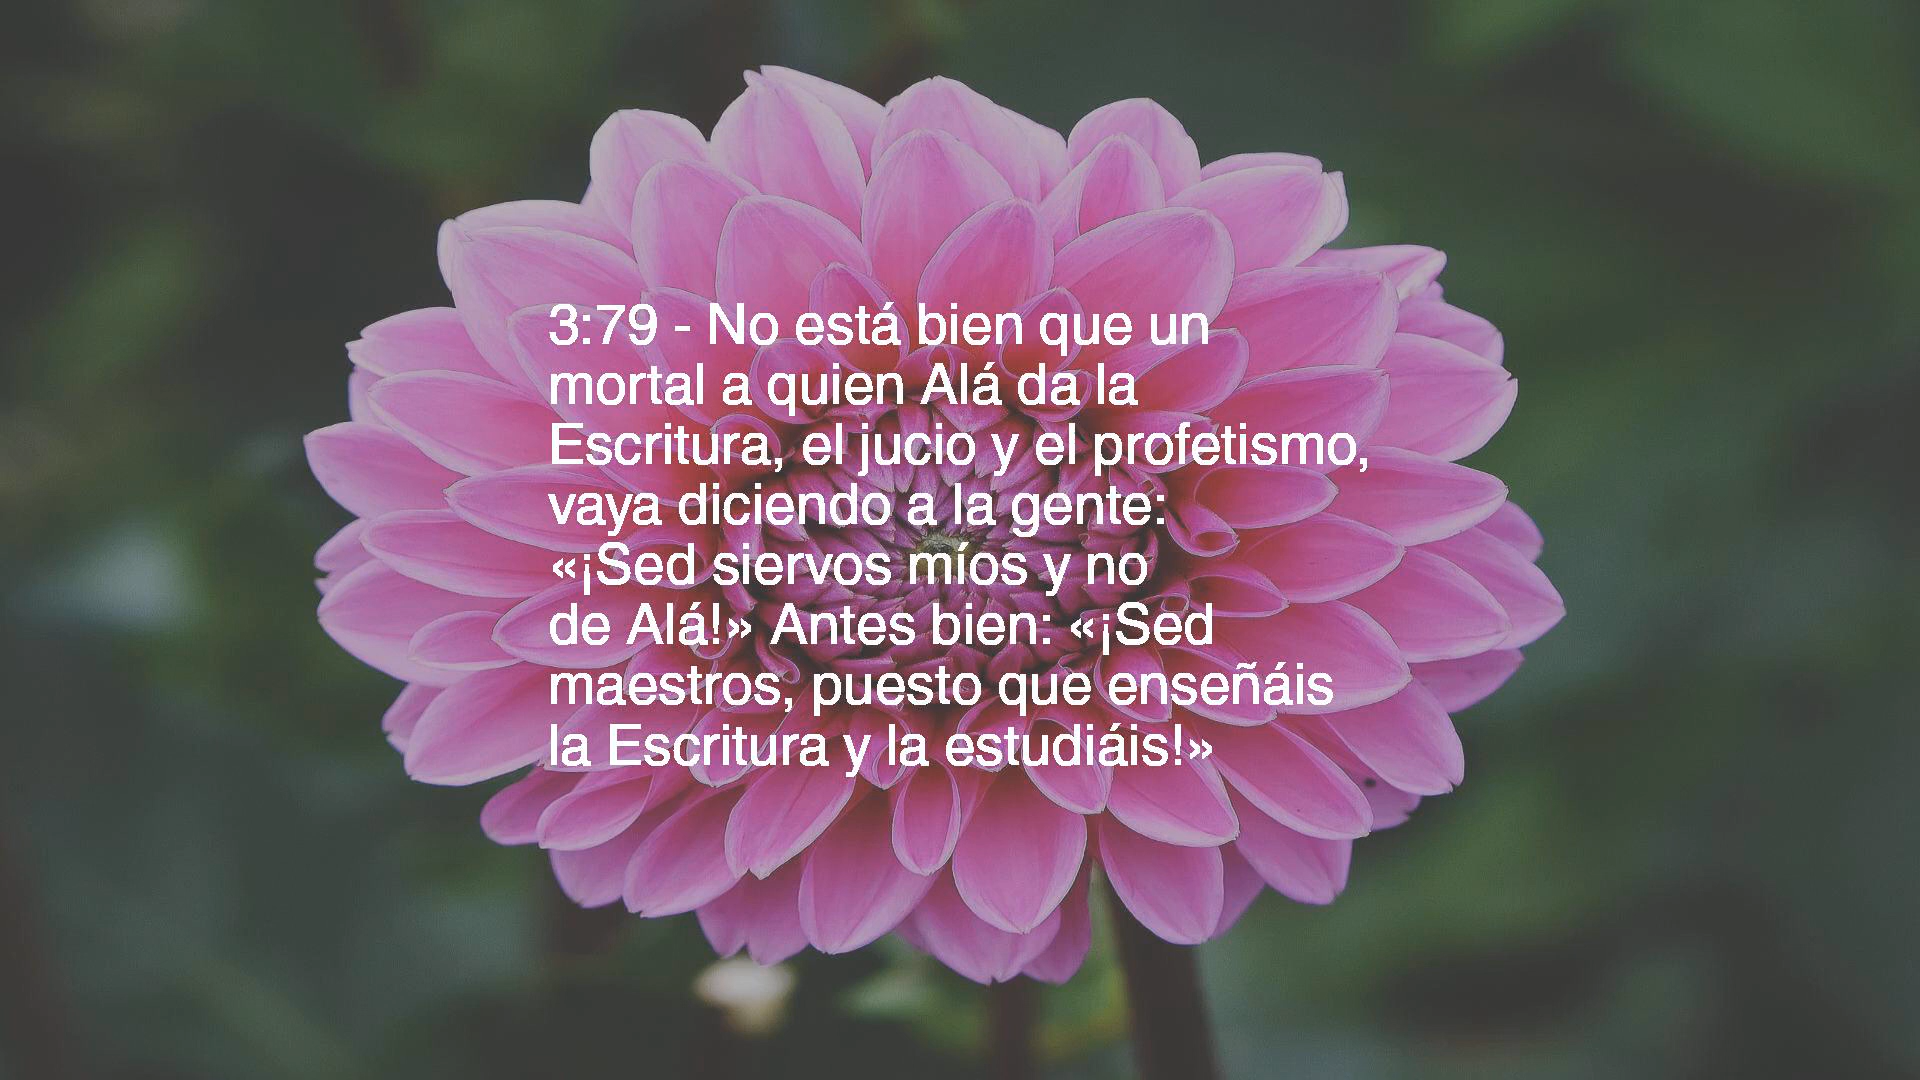 3:79 - No está bien que un
mortal a quien Alá da la
Escritura, el jucio y el profetismo,
vaya diciendo a la gente:
«¡Sed siervos míos y no
de Alá!» Antes bien: «¡Sed
maestros, puesto que enseñáis
la Escritura y la estudiáis!»